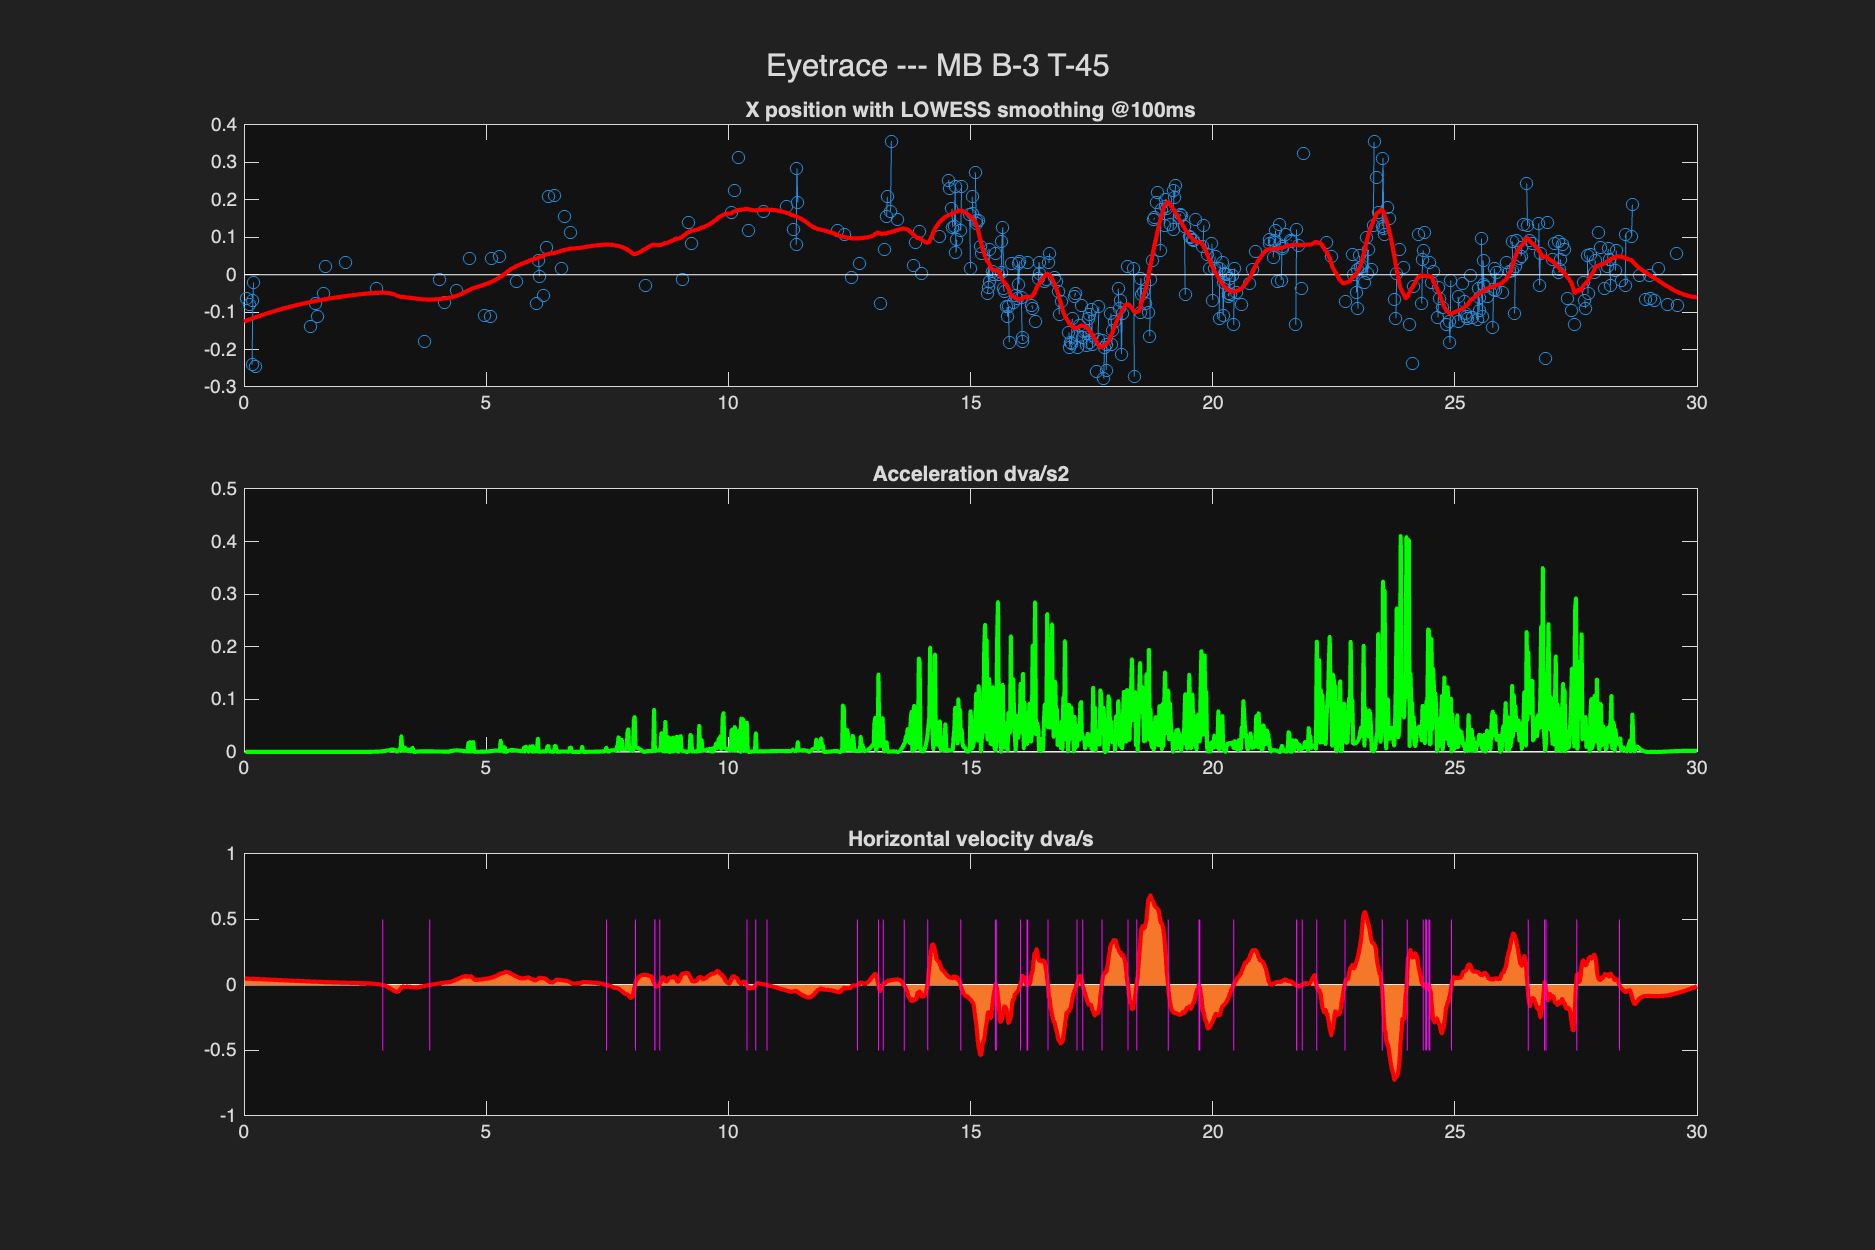 Eyetrace --- MB B-3 T-45
X position with LOWESS smoothing @100ms
0.4
0.3
0.2
0.1
0
-0.1
-0.2
-0.3
0 5 10 15 20 25 30
Acceleration dva/s2
0.5
0.4
0.3
0.2
0.1
0
0 5 10 15 20 25 30
Horizontal velocity dva/s
1
0.5
0
-0.5
-1
0 5 10 15 20 25 30